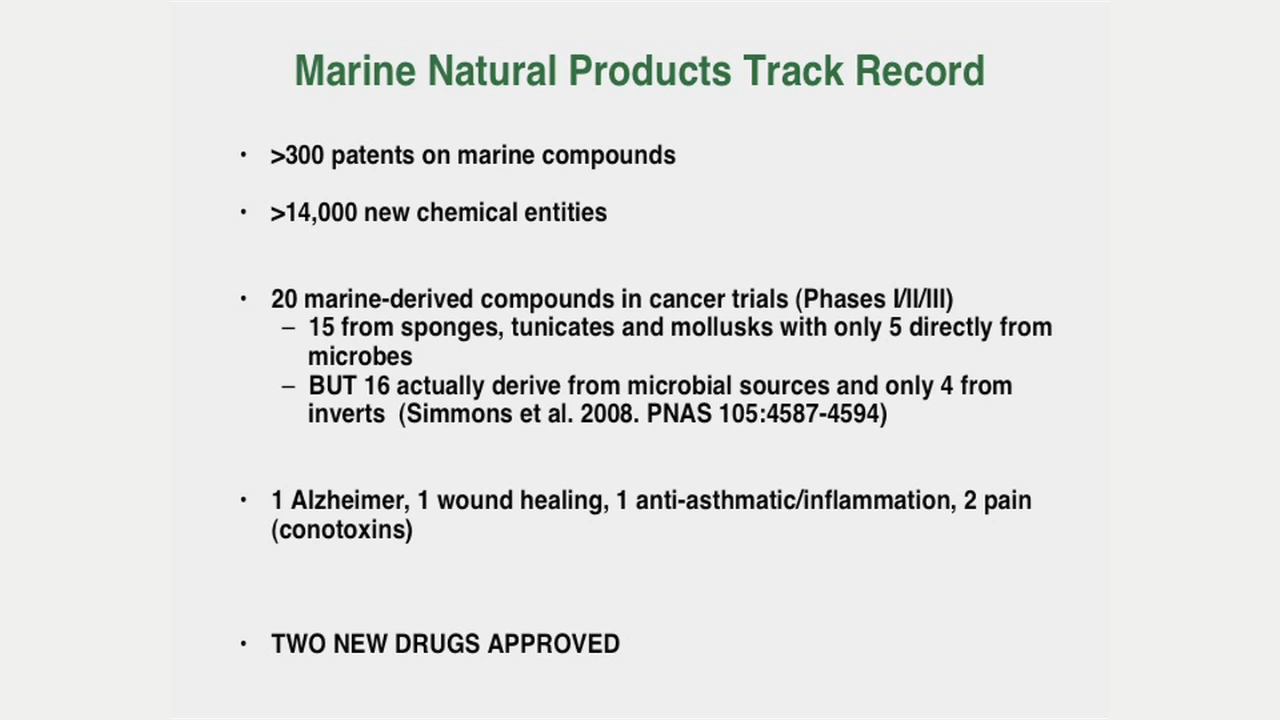 Marine Natural Products Track Record
• >300 patents on marine compounds
• >14,000 new chemical entities
• 20 marine-derived compounds in cancer trials (Phases I/II/III)
– 15 from sponges, tunicates and mollusks with only 5 directly from
microbes
– BUT 16 actually derive from microbial sources and only 4 from
inverts (Simmons et al. 2008. PNAS 105:4587-4594)
• 1 Alzheimer, 1 wound healing, 1 anti-asthmatic/inflammation, 2 pain
(conotoxins)
• TWO NEW DRUGS APPROVED